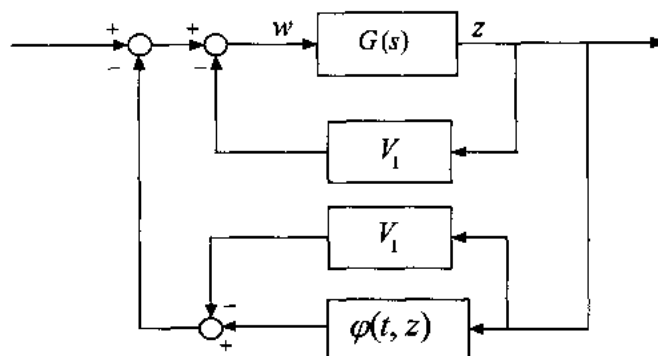 + + w G(s) z
− −
V₁
V₁
−
φ(t, z)
+